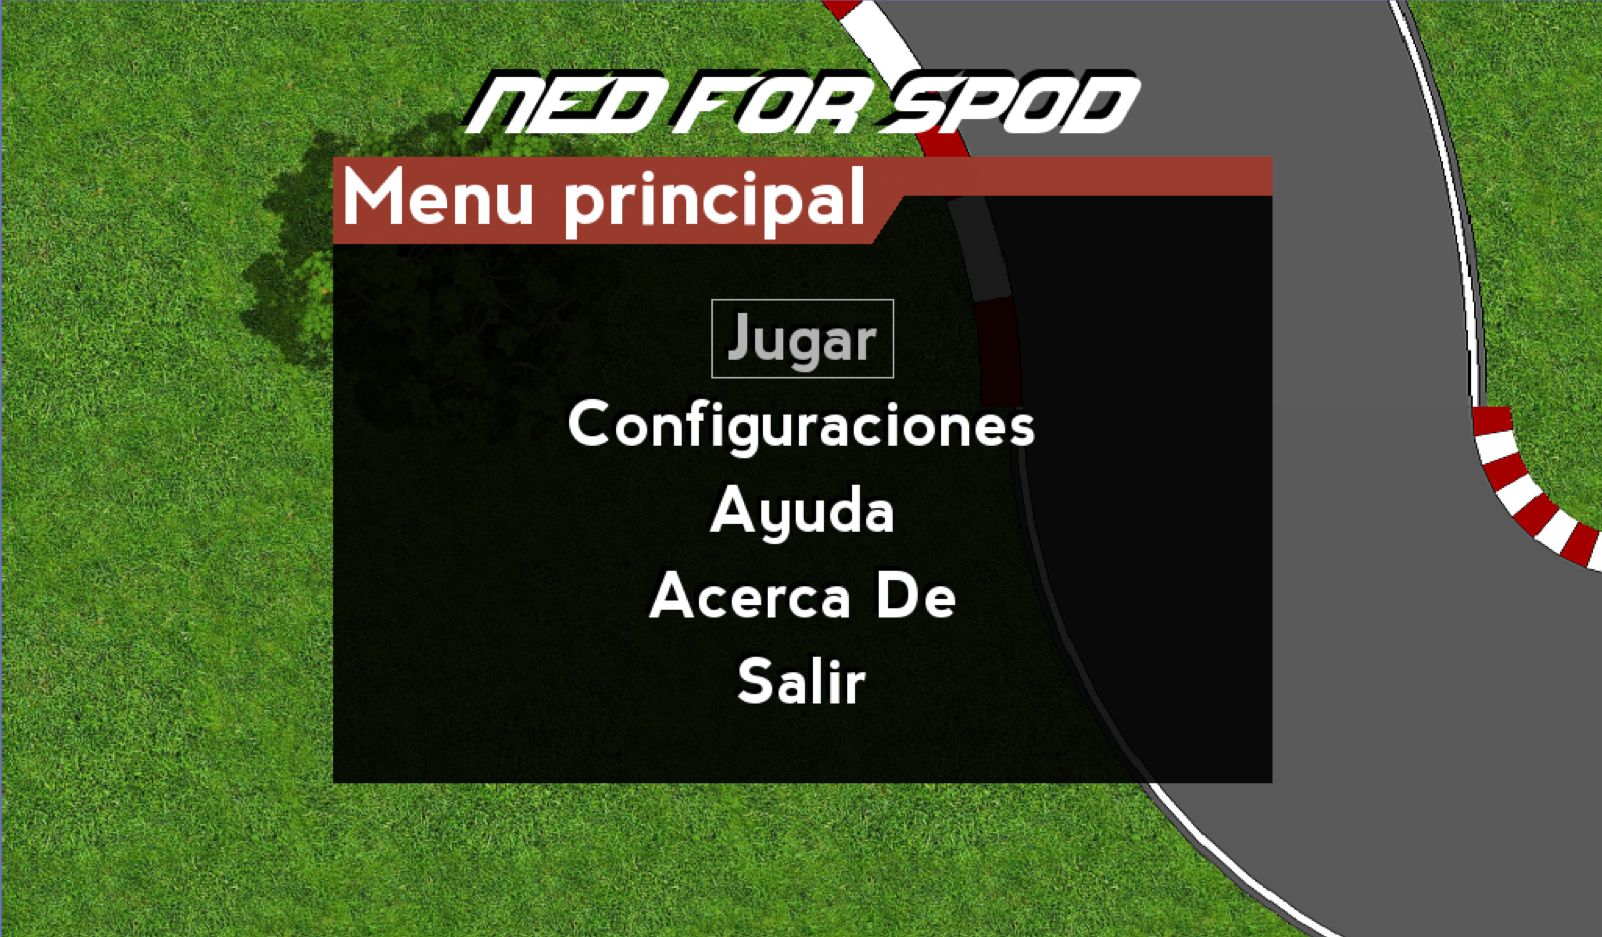 NED FOR SPOD
Menu principal
Jugar
Configuraciones
Ayuda
Acerca De
Salir